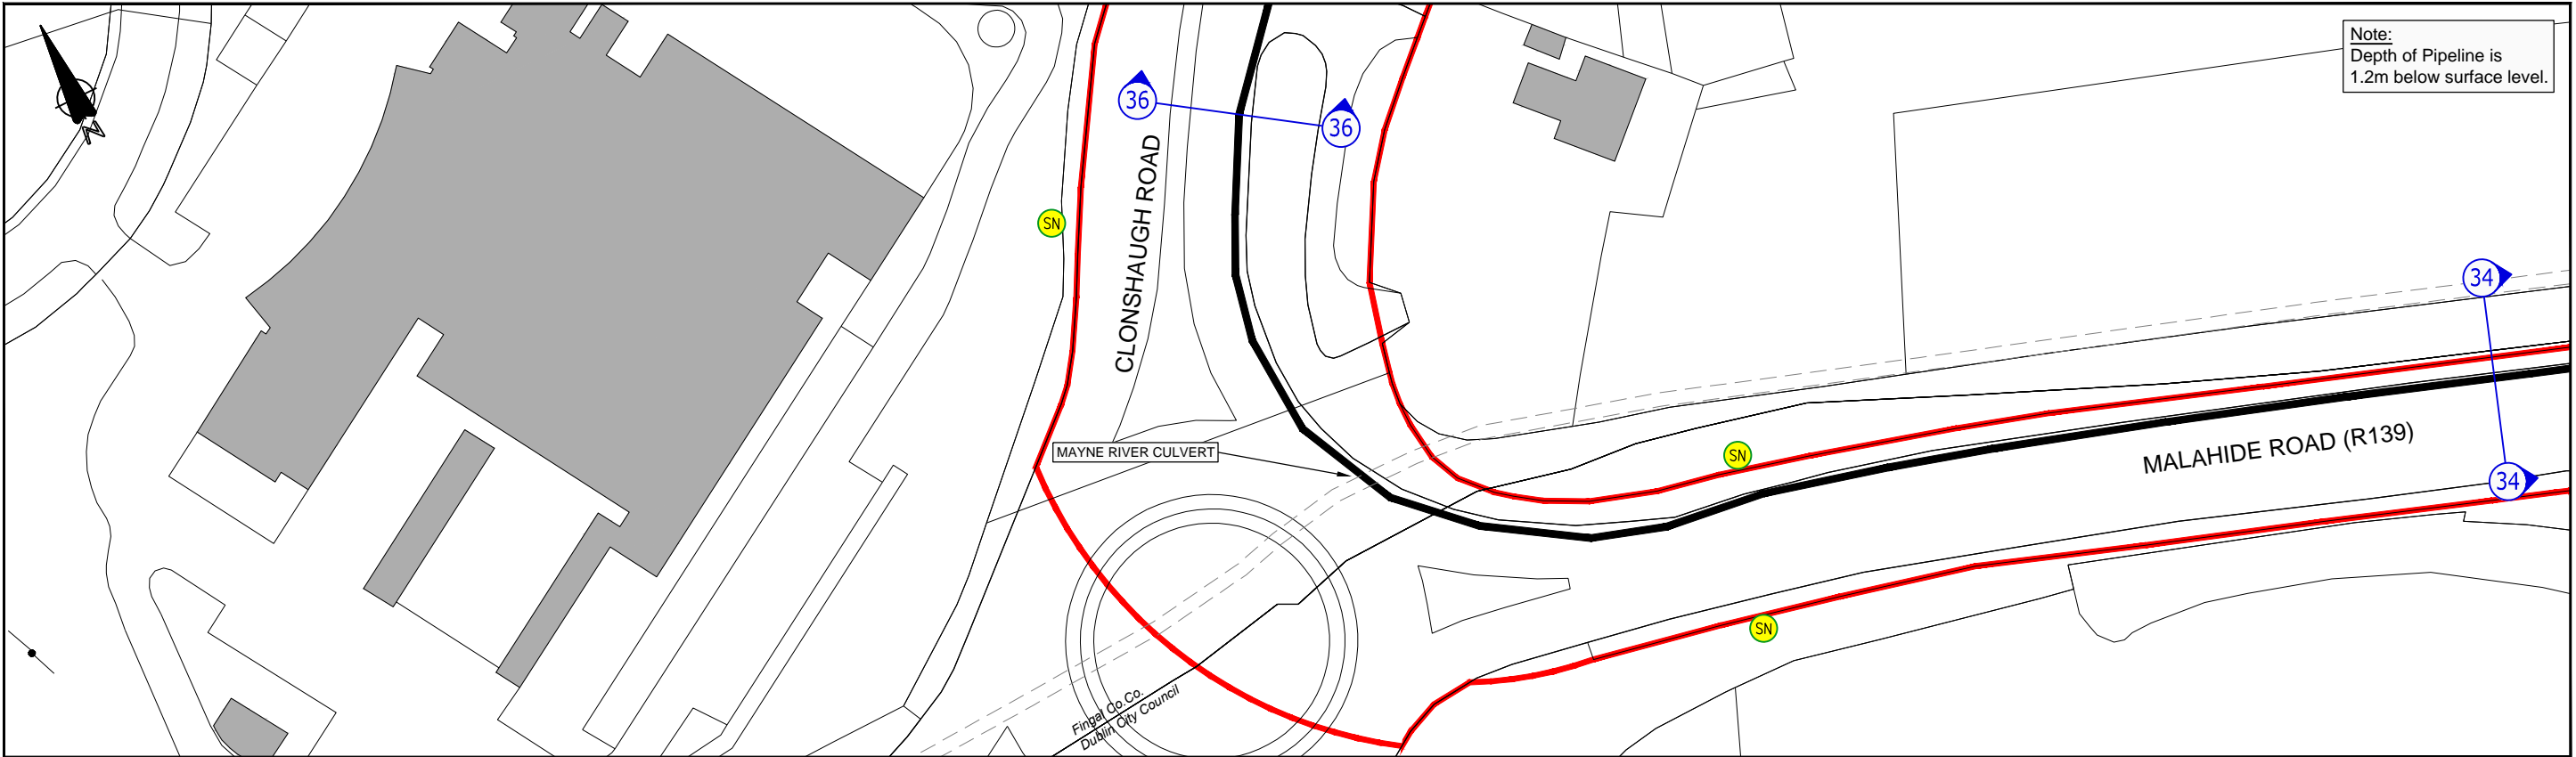 Note:
Depth of Pipeline is
1.2m below surface level.
N
36
36
CLONSHAUGH ROAD
SN
34
MAYNE RIVER CULVERT
SN
MALAHIDE ROAD (R139)
34
SN
Fingal Co.Co.
Dublin City Council